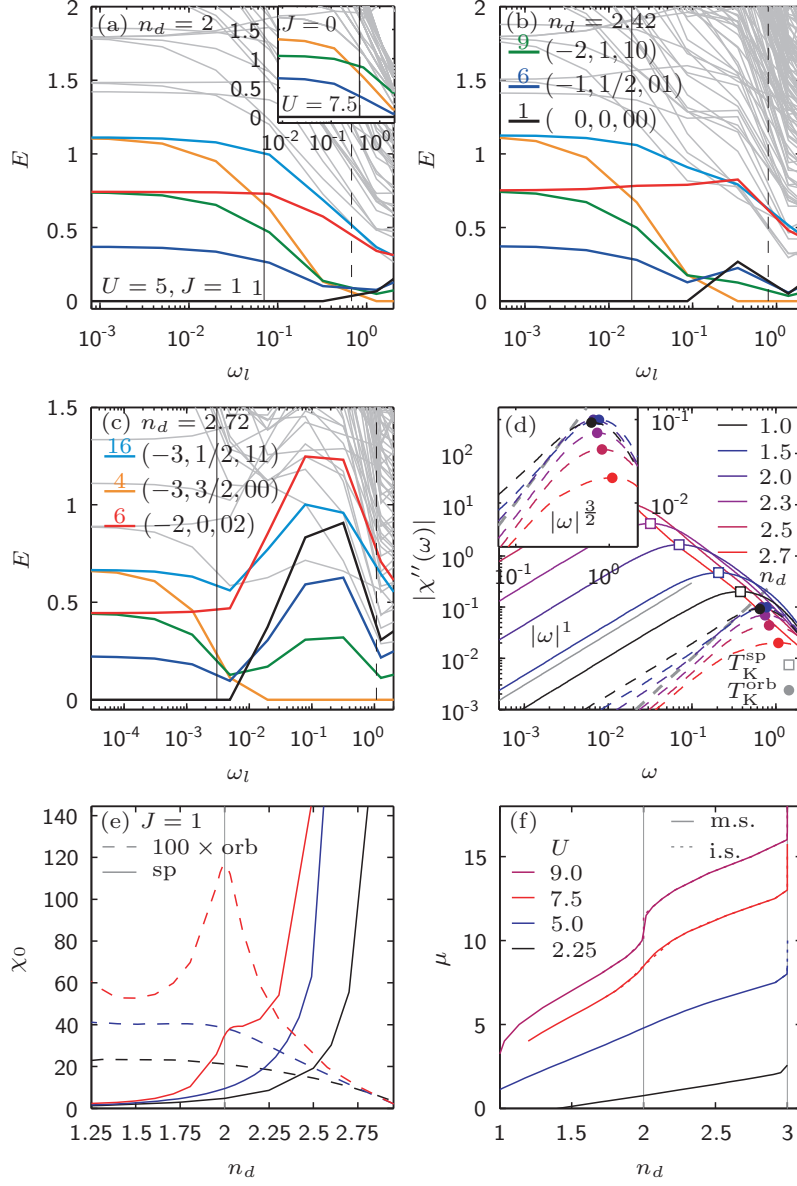 (a) n_d = 2
J = 0
U = 7.5
1.5
1
0.5
0
10^-2 10^-1 10^0
U = 5, J = 1
1
E
2
1.5
1
0.5
0
10^-3 10^-2 10^-1 10^0
ω_l
(b) n_d = 2.42
9 (−2, 1, 10)
6 (−1, 1/2, 01)
1 ( 0, 0, 00)
E
2
1.5
1
0.5
0
10^-3 10^-2 10^-1 10^0
ω_l
(c) n_d = 2.72
16 (−3, 1/2, 11)
4 (−3, 3/2, 00)
6 (−2, 0, 02)
E
1.5
1
0.5
0
10^-4 10^-3 10^-2 10^-1 10^0
ω_l
(d)
|χ′′(ω)|
10^2
10^1
10^0
10^-1
10^-2
10^-3
10^-3 10^-2 10^-1 10^0
ω
|ω|^3/2
10^-1
10^-2
10^-1 10^0
|ω|^1
1.0
1.5
2.0
2.3
2.5
2.7
n_d
T_K^sp
T_K^orb
(e) J = 1
100 × orb
sp
χ_0
140
120
100
80
60
40
20
0
1.25 1.5 1.75 2 2.25 2.5 2.75
n_d
(f)
m.s.
i.s.
U
9.0
7.5
5.0
2.25
μ
15
10
5
0
1 1.5 2 2.5 3
n_d